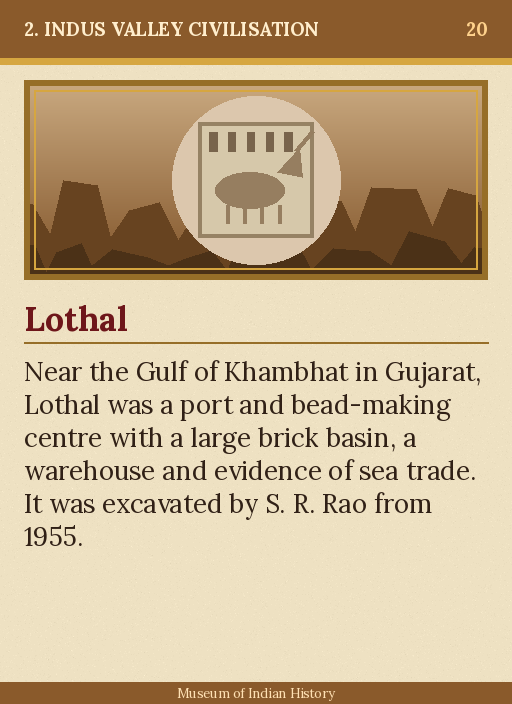 2. INDUS VALLEY CIVILISATION 20
Lothal
Near the Gulf of Khambhat in Gujarat,
Lothal was a port and bead-making
centre with a large brick basin, a
warehouse and evidence of sea trade.
It was excavated by S. R. Rao from
1955.
Museum of Indian History